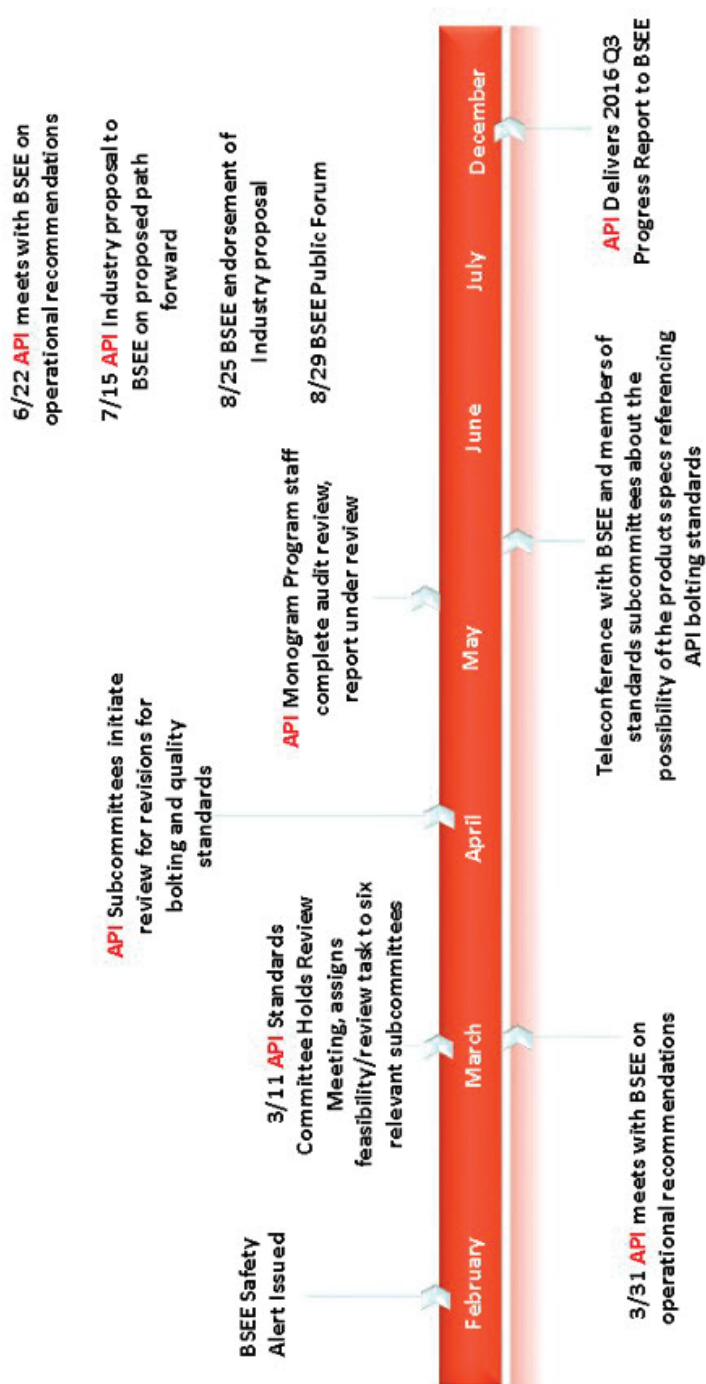 BSEE Safety
Alert Issued
3/11 API Standards
Committee Holds Review
Meeting, assigns
feasibility/review task to six
relevant subcommittees
API Subcommittees initiate
review for revisions for
bolting and quality
standards
API Monogram Program staff
complete audit review,
report under review
6/22 API meets with BSEE on
operational recommendations
7/15 API Industry proposal to
BSEE on proposed path
forward
8/25 BSEE endorsement of
Industry proposal
8/29 BSEE Public Forum
February
March
April
May
June
July
December
3/31 API meets with BSEE on
operational recommendations
Teleconference with BSEE and members of
standards subcommittees about the
possibility of the products specs referencing
API bolting standards
API Delivers 2016 Q3
Progress Report to BSEE